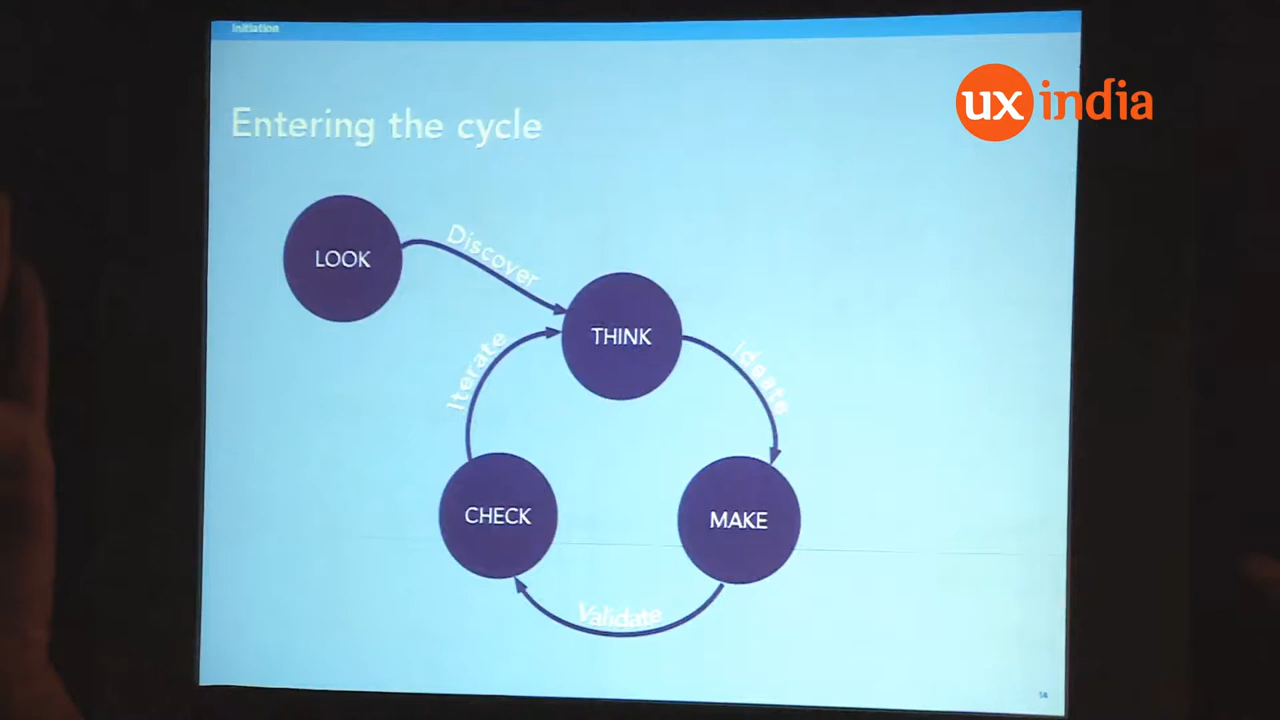 Initiation
ux india
Entering the cycle
LOOK
Discover
THINK
Iterate
Ideate
CHECK
MAKE
Validate